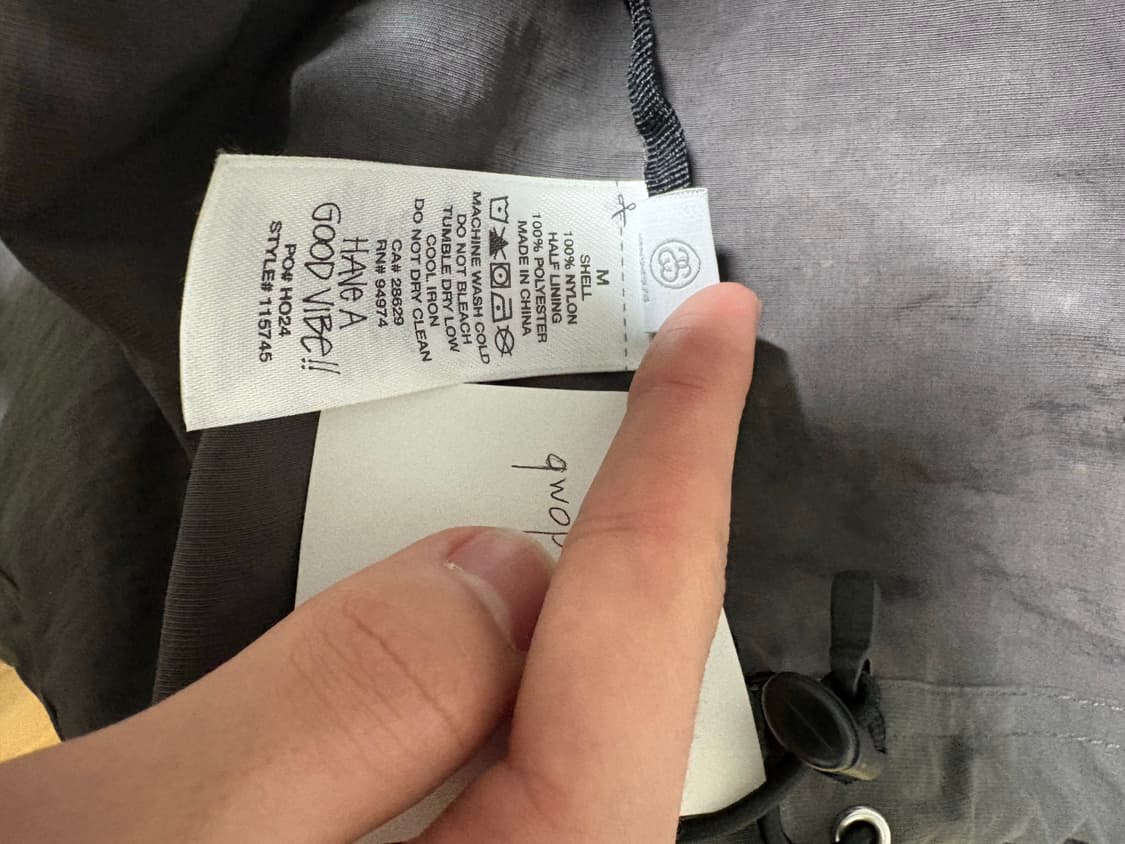 M
SHELL
100% NYLON
HALF LINING
100% POLYESTER
MADE IN CHINA
MACHINE WASH COLD
DO NOT BLEACH
TUMBLE DRY LOW
COOL IRON
DO NOT DRY CLEAN
CA# 28629
RN# 94974
HAVE A
GOOD VIBE!!
PO# HO24
STYLE# 115745